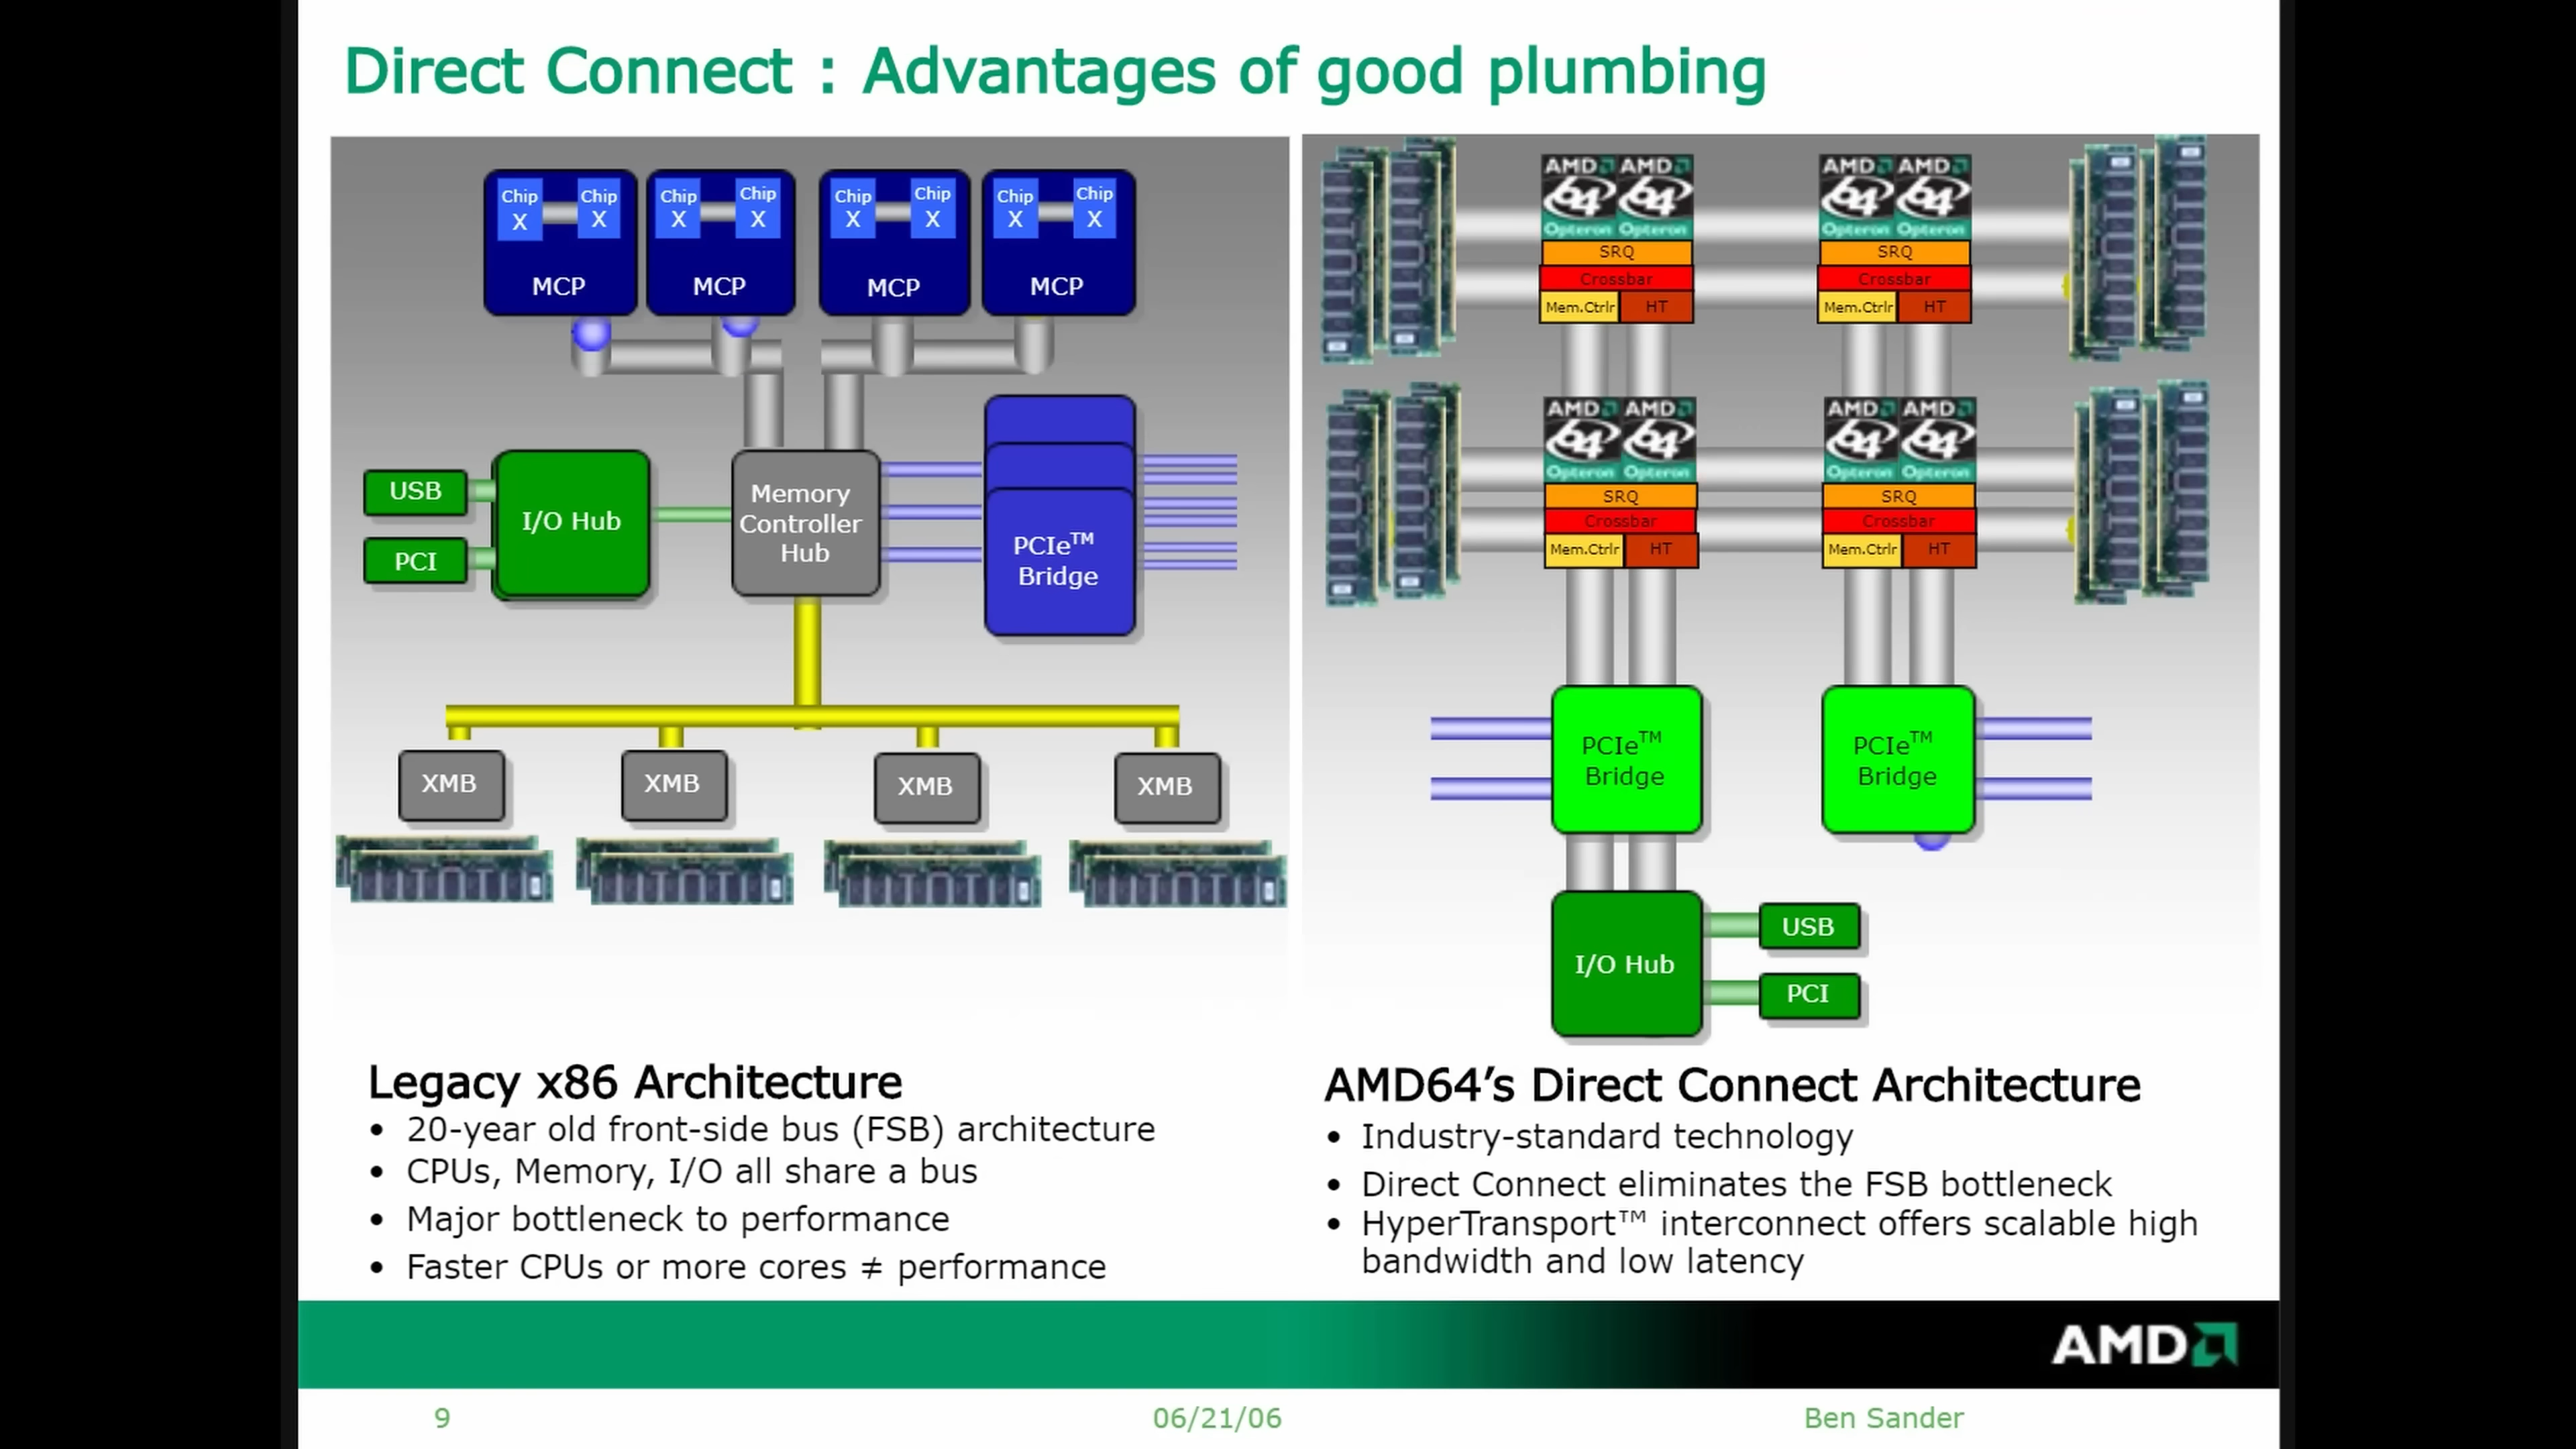 Direct Connect : Advantages of good plumbing
Chip X Chip X
MCP
Chip X Chip X
MCP
Chip X Chip X
MCP
Chip X Chip X
MCP
USB
PCI
I/O Hub
Memory
Controller
Hub
PCIe™
Bridge
XMB
XMB
XMB
XMB
AMD AMD
64 64
Opteron Opteron
SRQ
Crossbar
Mem.Ctrlr HT
AMD AMD
64 64
Opteron Opteron
SRQ
Crossbar
Mem.Ctrlr HT
AMD AMD
64 64
Opteron Opteron
SRQ
Crossbar
Mem.Ctrlr HT
AMD AMD
64 64
Opteron Opteron
SRQ
Crossbar
Mem.Ctrlr HT
PCIe™
Bridge
PCIe™
Bridge
I/O Hub
USB
PCI
Legacy x86 Architecture
• 20-year old front-side bus (FSB) architecture
• CPUs, Memory, I/O all share a bus
• Major bottleneck to performance
• Faster CPUs or more cores ≠ performance
AMD64’s Direct Connect Architecture
• Industry-standard technology
• Direct Connect eliminates the FSB bottleneck
• HyperTransport™ interconnect offers scalable high
bandwidth and low latency
AMD
9
06/21/06
Ben Sander